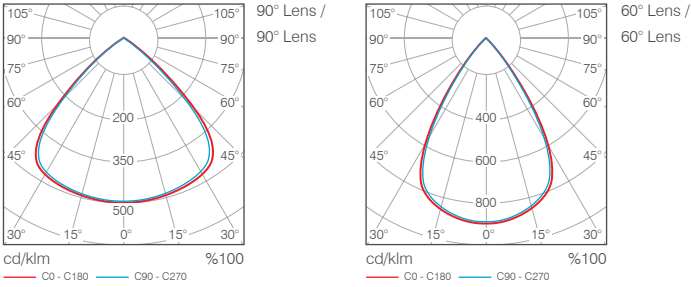 105° 105°
90° 90°
75° 75°
60° 60°
45° 45°
30° 15° 0° 15° 30°
200
350
500
cd/klm %100
C0 - C180 C90 - C270
90° Lens /
90° Lens
105° 105°
90° 90°
75° 75°
60° 60°
45° 45°
30° 15° 0° 15° 30°
400
600
800
cd/klm %100
C0 - C180 C90 - C270
60° Lens /
60° Lens